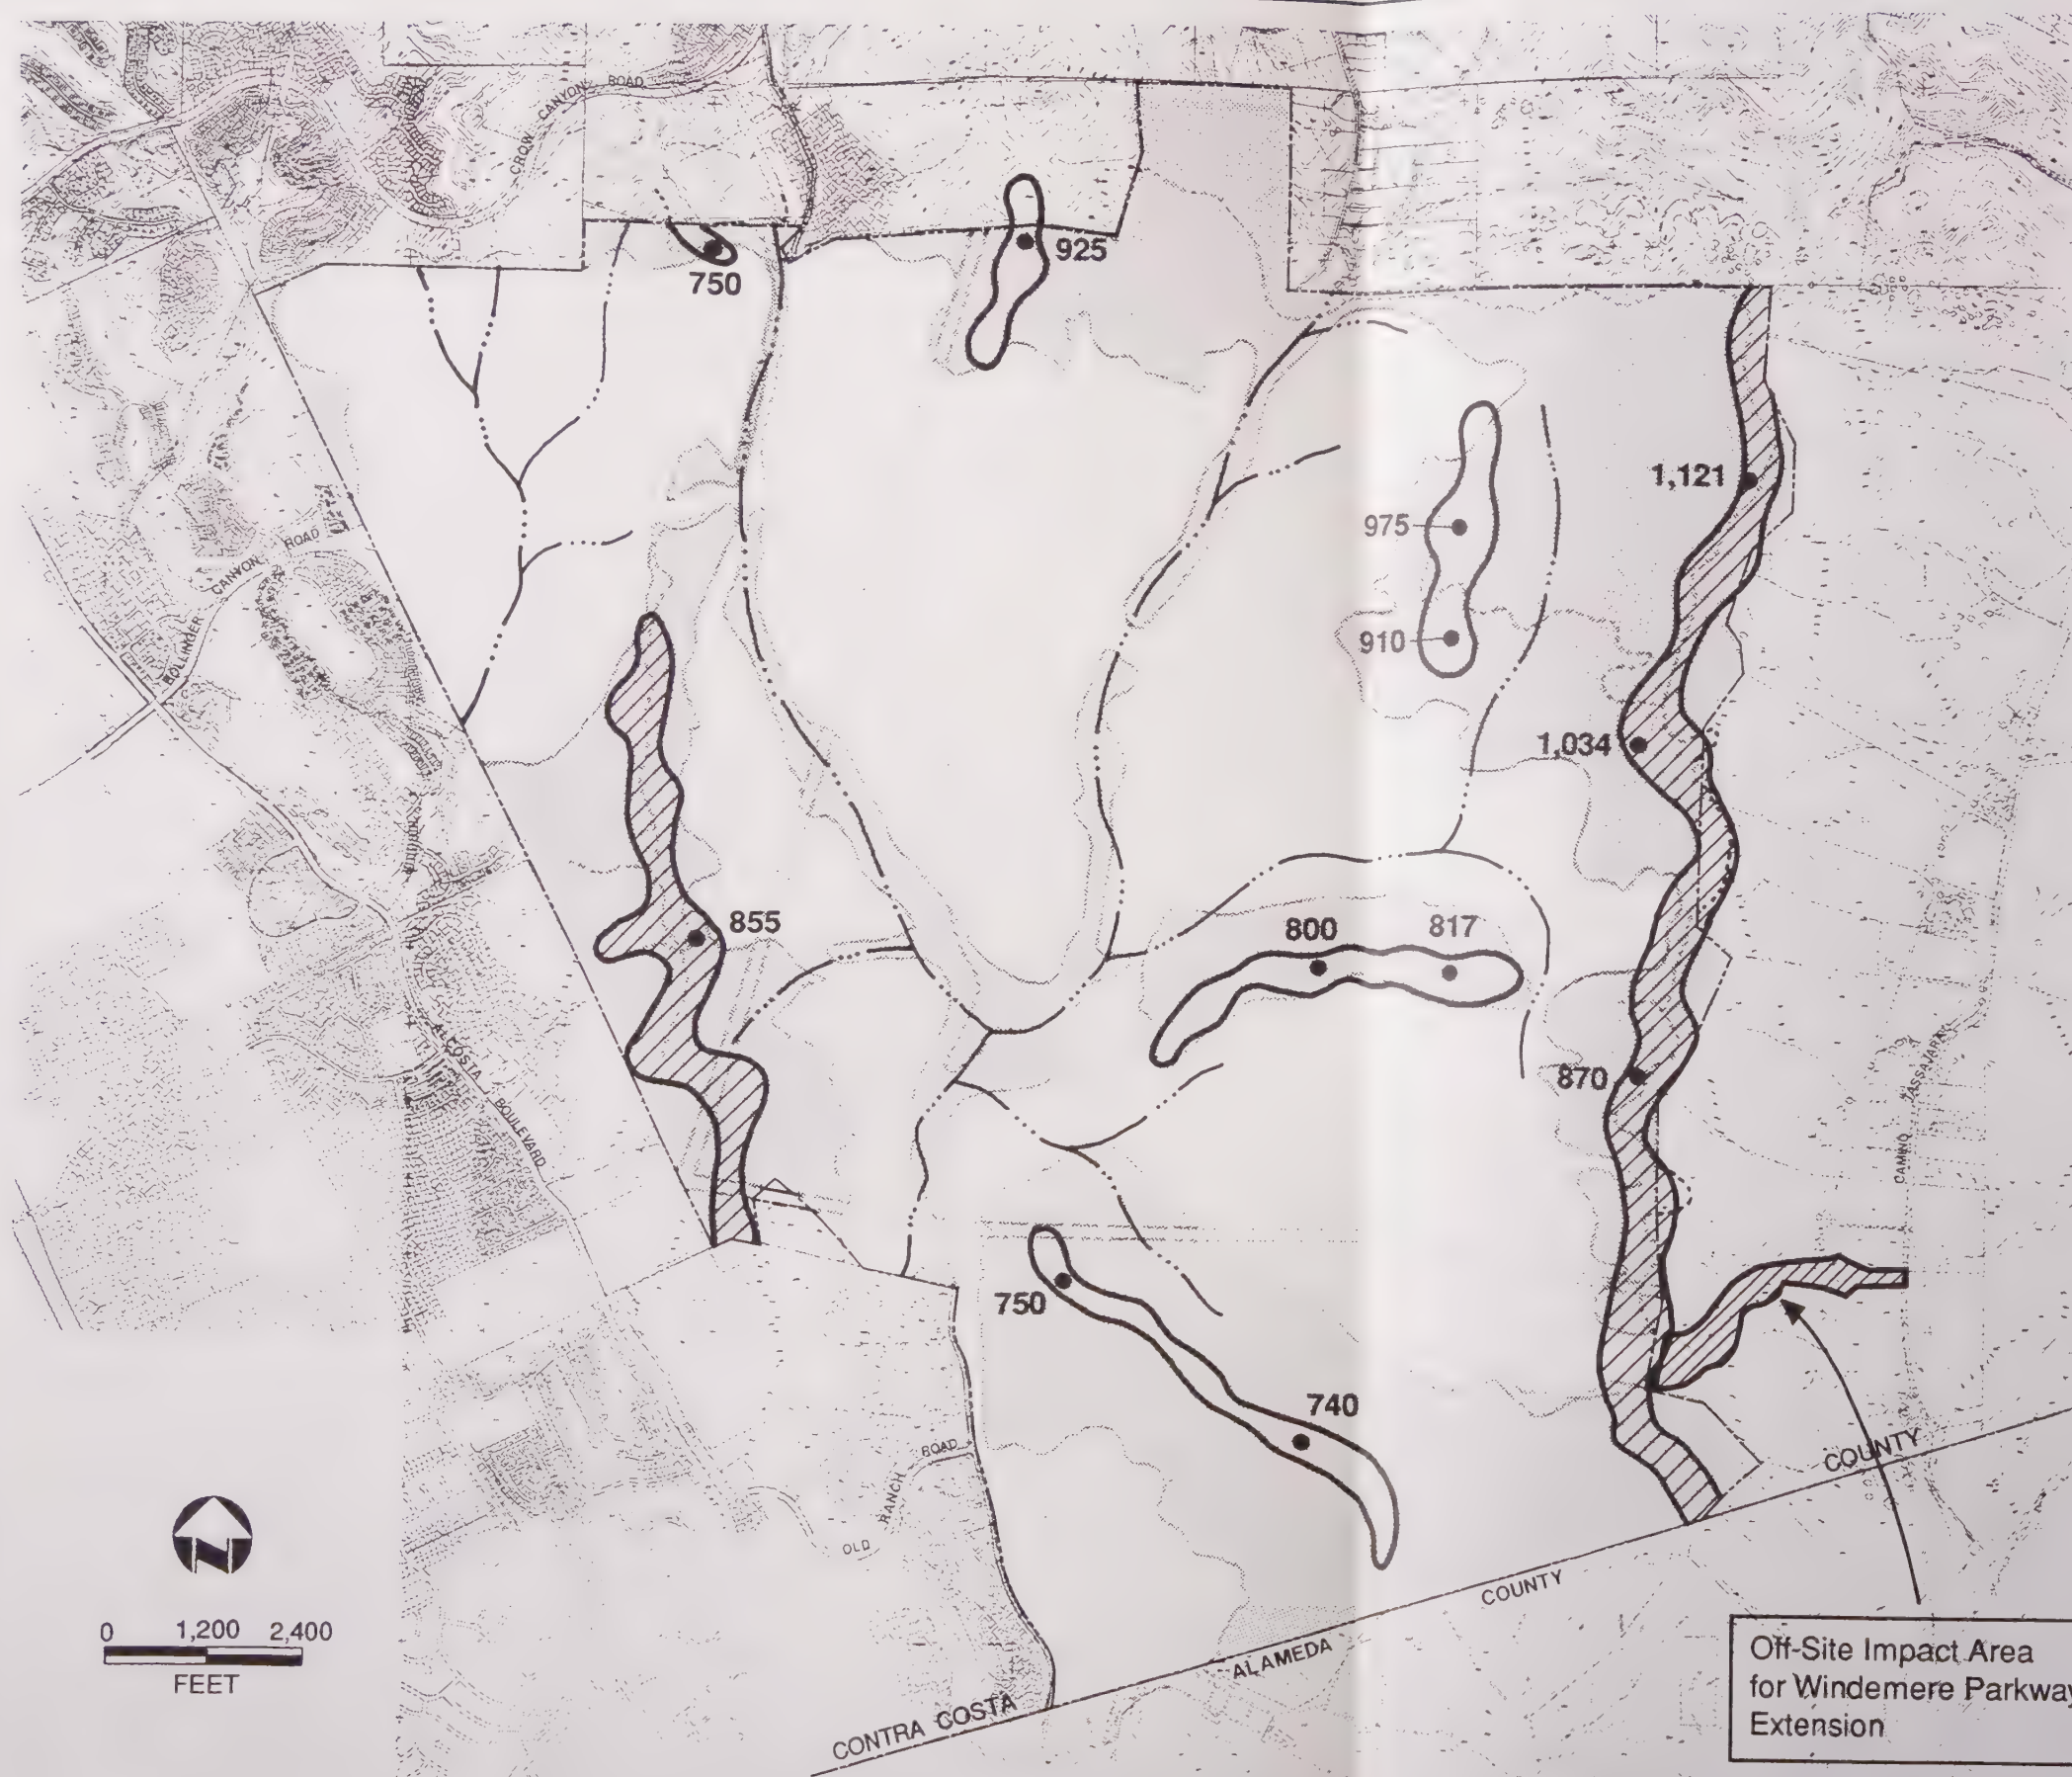 CROW CANYON ROAD
750
925
1,121
975
910
BOLLINGER CANYON ROAD
1,034
855
800
817
870
ALCOSTA BOULEVARD
CAMINO TASSAJARA
750
740
OLD RANCH ROAD
COUNTY
COUNTY
ALAMEDA
CONTRA COSTA
N
0 1,200 2,400
FEET
Off-Site Impact Area
for Windemere Parkway
Extension